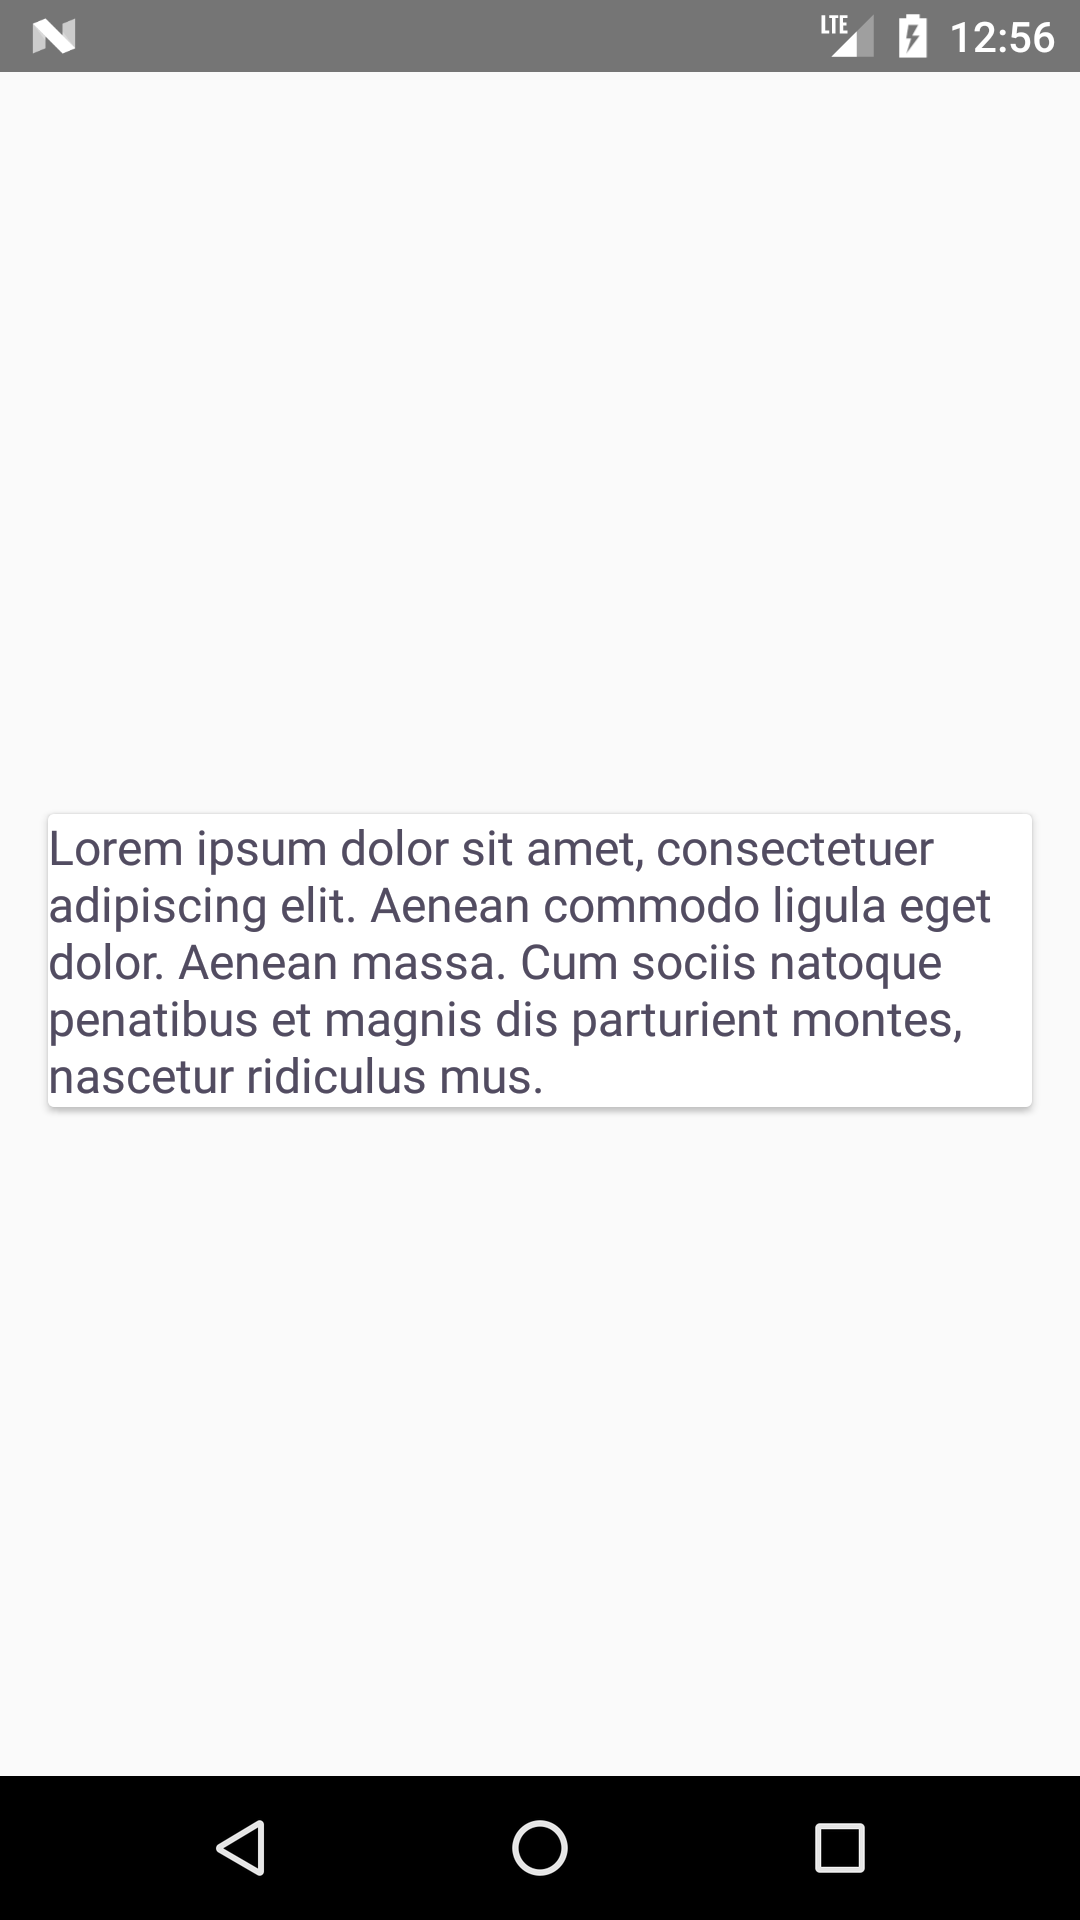 LTE 12:56
Lorem ipsum dolor sit amet, consectetuer
adipiscing elit. Aenean commodo ligula eget
dolor. Aenean massa. Cum sociis natoque
penatibus et magnis dis parturient montes,
nascetur ridiculus mus.